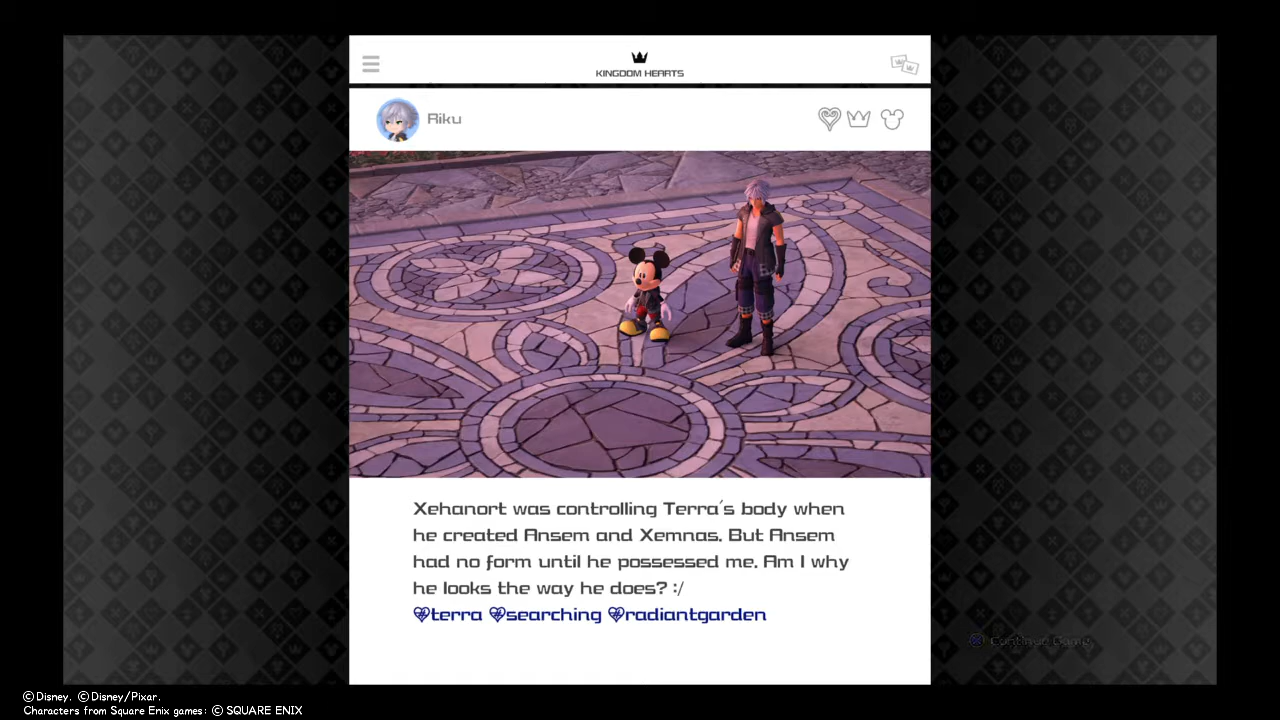 KINGDOM HEARTS
Riku
Xehanort was controlling Terra's body when
he created Ansem and Xemnas. But Ansem
had no form until he possessed me. Am I why
he looks the way he does? :/
#terra #searching #radiantgarden
Continue Game
©Disney. ©Disney/Pixar.
Characters from Square Enix games: © SQUARE ENIX